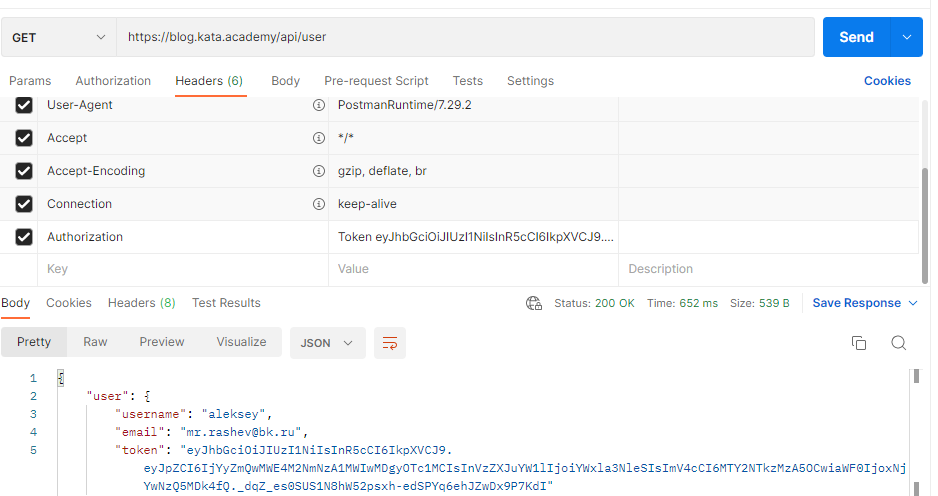 GET https://blog.kata.academy/api/user Send
Params Authorization Headers (6) Body Pre-request Script Tests Settings Cookies
User-Agent PostmanRuntime/7.29.2
Accept */*
Accept-Encoding gzip, deflate, br
Connection keep-alive
Authorization Token eyJhbGciOiJIUzI1NiIsInR5cCI6IkpXVCJ9....
Key Value Description
Body Cookies Headers (8) Test Results Status: 200 OK Time: 652 ms Size: 539 B Save Response
Pretty Raw Preview Visualize JSON
1 {
2 "user": {
3 "username": "aleksey",
4 "email": "mr.rashev@bk.ru",
5 "token": "eyJhbGciOiJIUzI1NiIsInR5cCI6IkpXVCJ9.
eyJpZCI6IjYyZmQwMWE4M2NmNzA1MWIwMDgyOTc1MCIsInVzZXJuYW1lIjoiYWxla3NleSIsImV4cCI6MTY2NTkzMzA5OCwiaWF0IjoxNj
YwNzQ5MDk4fQ._dqZ_es0SUS1N8hW52psxh-edSPYq6ehJZwDx9P7KdI"